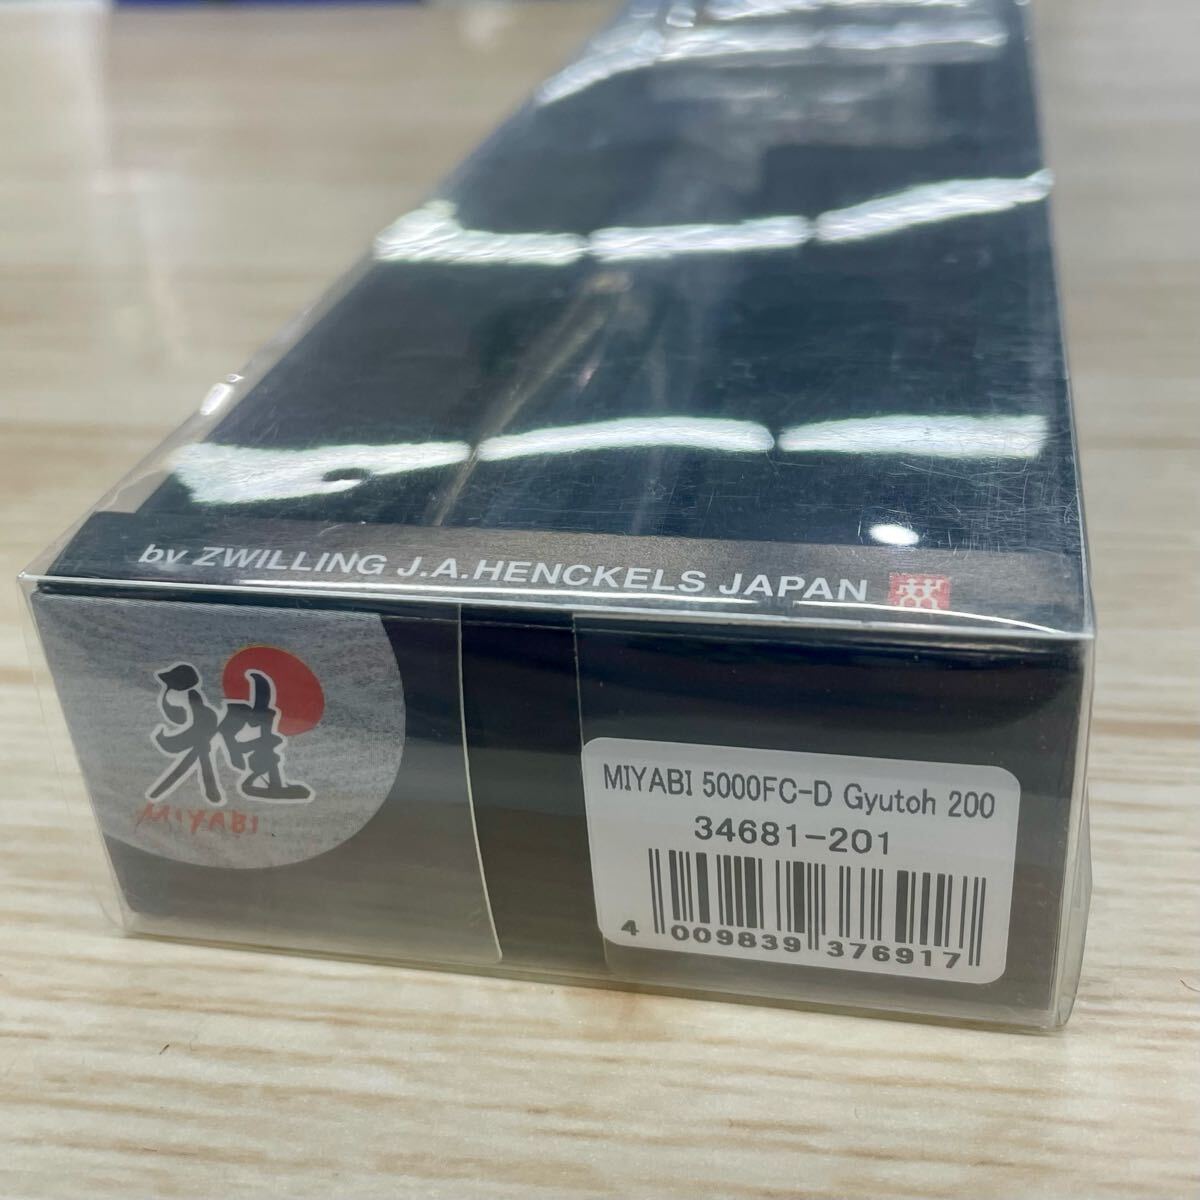 by ZWILLING J.A.HENCKELS JAPAN
雅
MIYABI
MIYABI 5000FC-D Gyutoh 200
34681-201
4 009839 376917